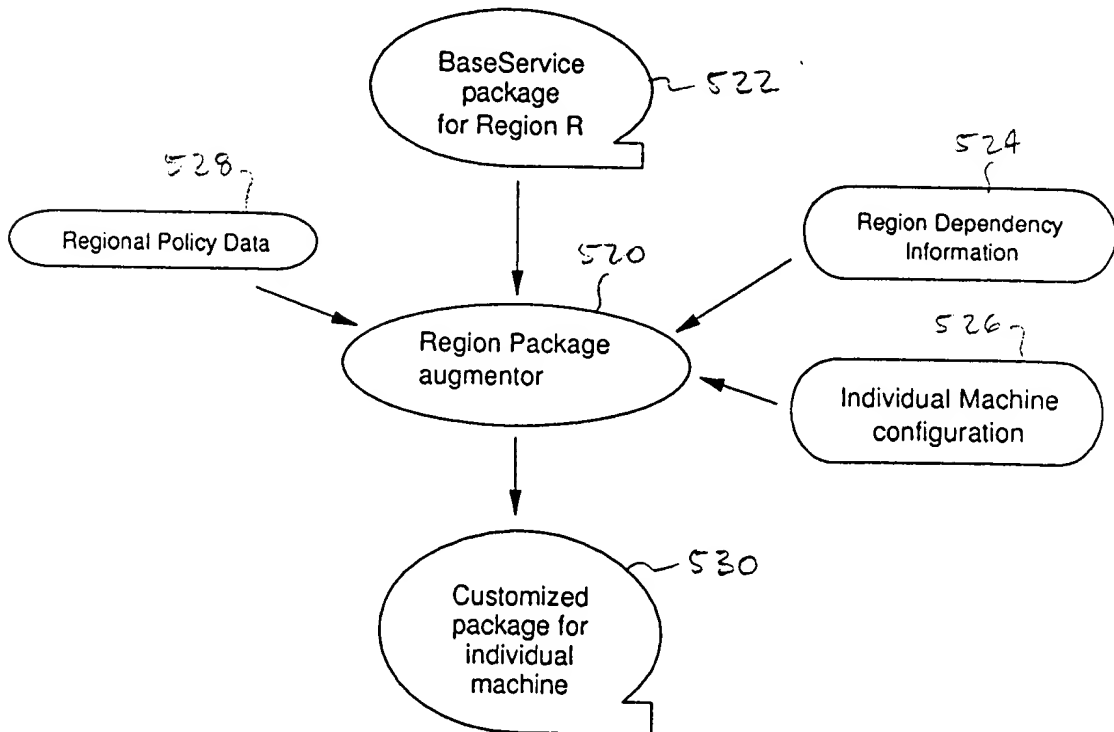 BaseService
package
for Region R
522
528
Regional Policy Data
524
Region Dependency
Information
520
Region Package
augmentor
526
Individual Machine
configuration
530
Customized
package for
individual
machine